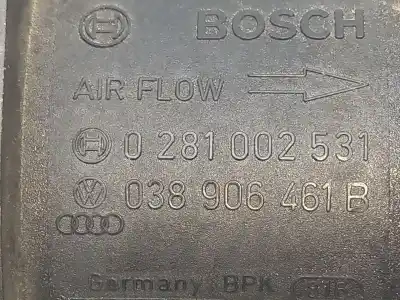 BOSCH
AIR FLOW
0 281 002 531
038 906 461 B
Germany BPK